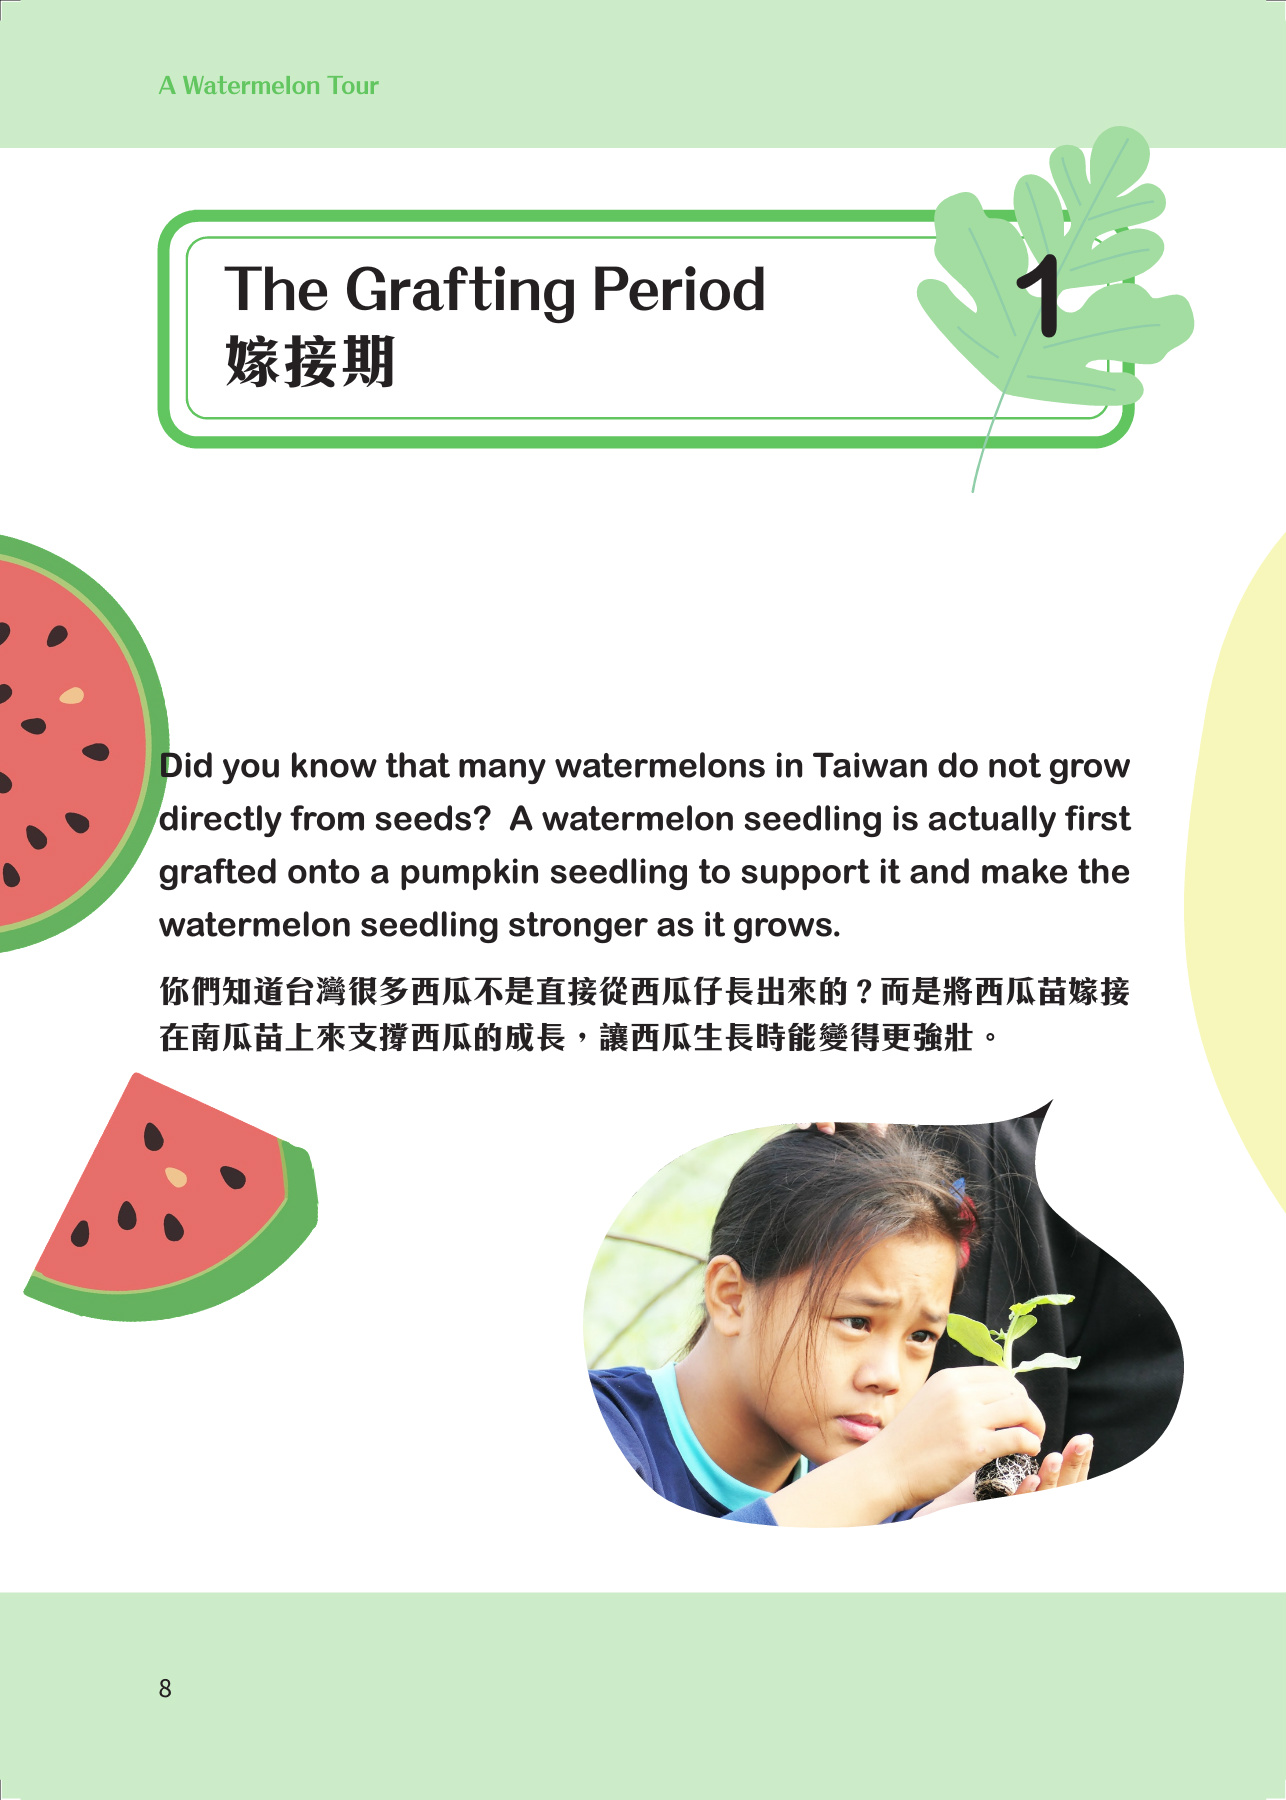 A Watermelon Tour
The Grafting Period
嫁接期
1
Did you know that many watermelons in Taiwan do not grow
directly from seeds?  A watermelon seedling is actually first
grafted onto a pumpkin seedling to support it and make the
watermelon seedling stronger as it grows.
你們知道台灣很多西瓜不是直接從西瓜仔長出來的？而是將西瓜苗嫁接
在南瓜苗上來支撐西瓜的成長，讓西瓜生長時能變得更強壯。
8